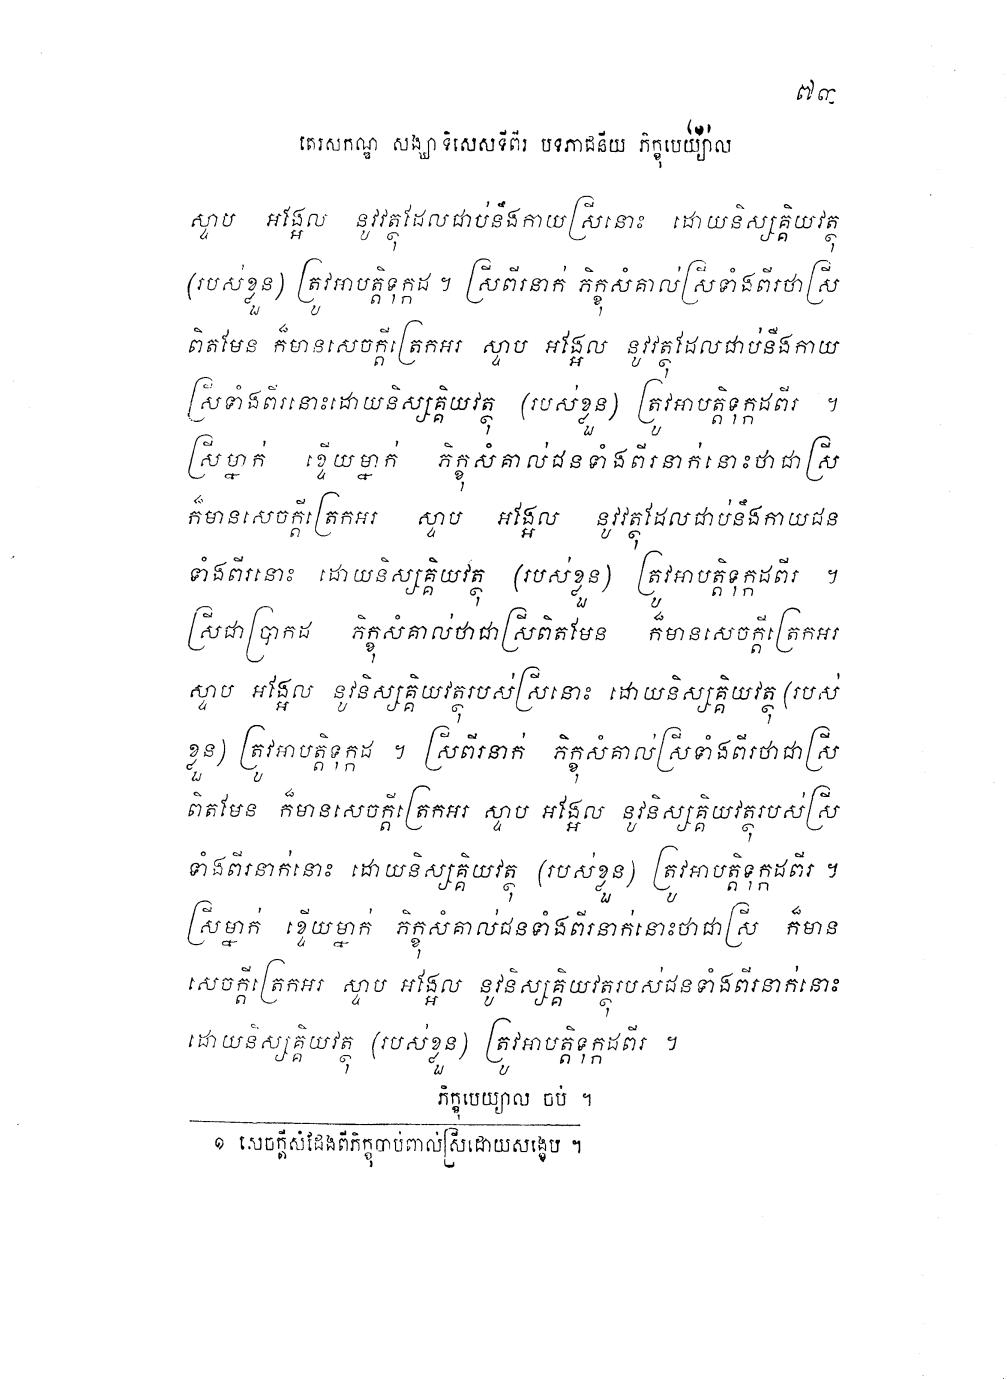 ៧៣
តេរសកណ្ឌ សង្ឃាទិសេសទីពីរ បទភាជនីយ ភិក្ខុបេយ្យាល(១)
ស្ទាប អង្អែល នូវវត្ថុដែលជាប់នឹងកាយស្រីនោះ ដោយនិស្សគ្គិយវត្ថុ
(របស់ខ្លួន) ត្រូវអាបត្តិទុក្កដ ។ ស្រីពីរនាក់ ភិក្ខុសំគាល់ស្រីទាំងពីរថាស្រី
ពិតមែន ក៏មានសេចក្តីត្រេកអរ ស្ទាប អង្អែល នូវវត្ថុដែលជាប់នឹងកាយ
ស្រីទាំងពីរនោះដោយនិស្សគ្គិយវត្ថុ (របស់ខ្លួន) ត្រូវអាបត្តិទុក្កដពីរ ។
ស្រីម្នាក់ ខ្ទើយម្នាក់ ភិក្ខុសំគាល់ជនទាំងពីរនាក់នោះថាជាស្រី
ក៏មានសេចក្តីត្រេកអរ ស្ទាប អង្អែល នូវវត្ថុដែលជាប់នឹងកាយជន
ទាំងពីរនោះ ដោយនិស្សគ្គិយវត្ថុ (របស់ខ្លួន) ត្រូវអាបត្តិទុក្កដពីរ ។
ស្រីជាប្រាកដ ភិក្ខុសំគាល់ថាជាស្រីពិតមែន ក៏មានសេចក្តីត្រេកអរ
ស្ទាប អង្អែល នូវនិស្សគ្គិយវត្ថុរបស់ស្រីនោះ ដោយនិស្សគ្គិយវត្ថុ (របស់
ខ្លួន) ត្រូវអាបត្តិទុក្កដ ។ ស្រីពីរនាក់ ភិក្ខុសំគាល់ស្រីទាំងពីរថាជាស្រី
ពិតមែន ក៏មានសេចក្តីត្រេកអរ ស្ទាប អង្អែល នូវនិស្សគ្គិយវត្ថុរបស់ស្រី
ទាំងពីរនាក់នោះ ដោយនិស្សគ្គិយវត្ថុ (របស់ខ្លួន) ត្រូវអាបត្តិទុក្កដពីរ ។
ស្រីម្នាក់ ខ្ទើយម្នាក់ ភិក្ខុសំគាល់ជនទាំងពីរនាក់នោះថាជាស្រី ក៏មាន
សេចក្តីត្រេកអរ ស្ទាប អង្អែល នូវនិស្សគ្គិយវត្ថុរបស់ជនទាំងពីរនាក់នោះ
ដោយនិស្សគ្គិយវត្ថុ (របស់ខ្លួន) ត្រូវអាបត្តិទុក្កដពីរ ។
ភិក្ខុបេយ្យាល ចប់ ។
១ សេចក្តីសំដែងពីភិក្ខុចាប់ពាល់ស្រីដោយសង្ខេប ។